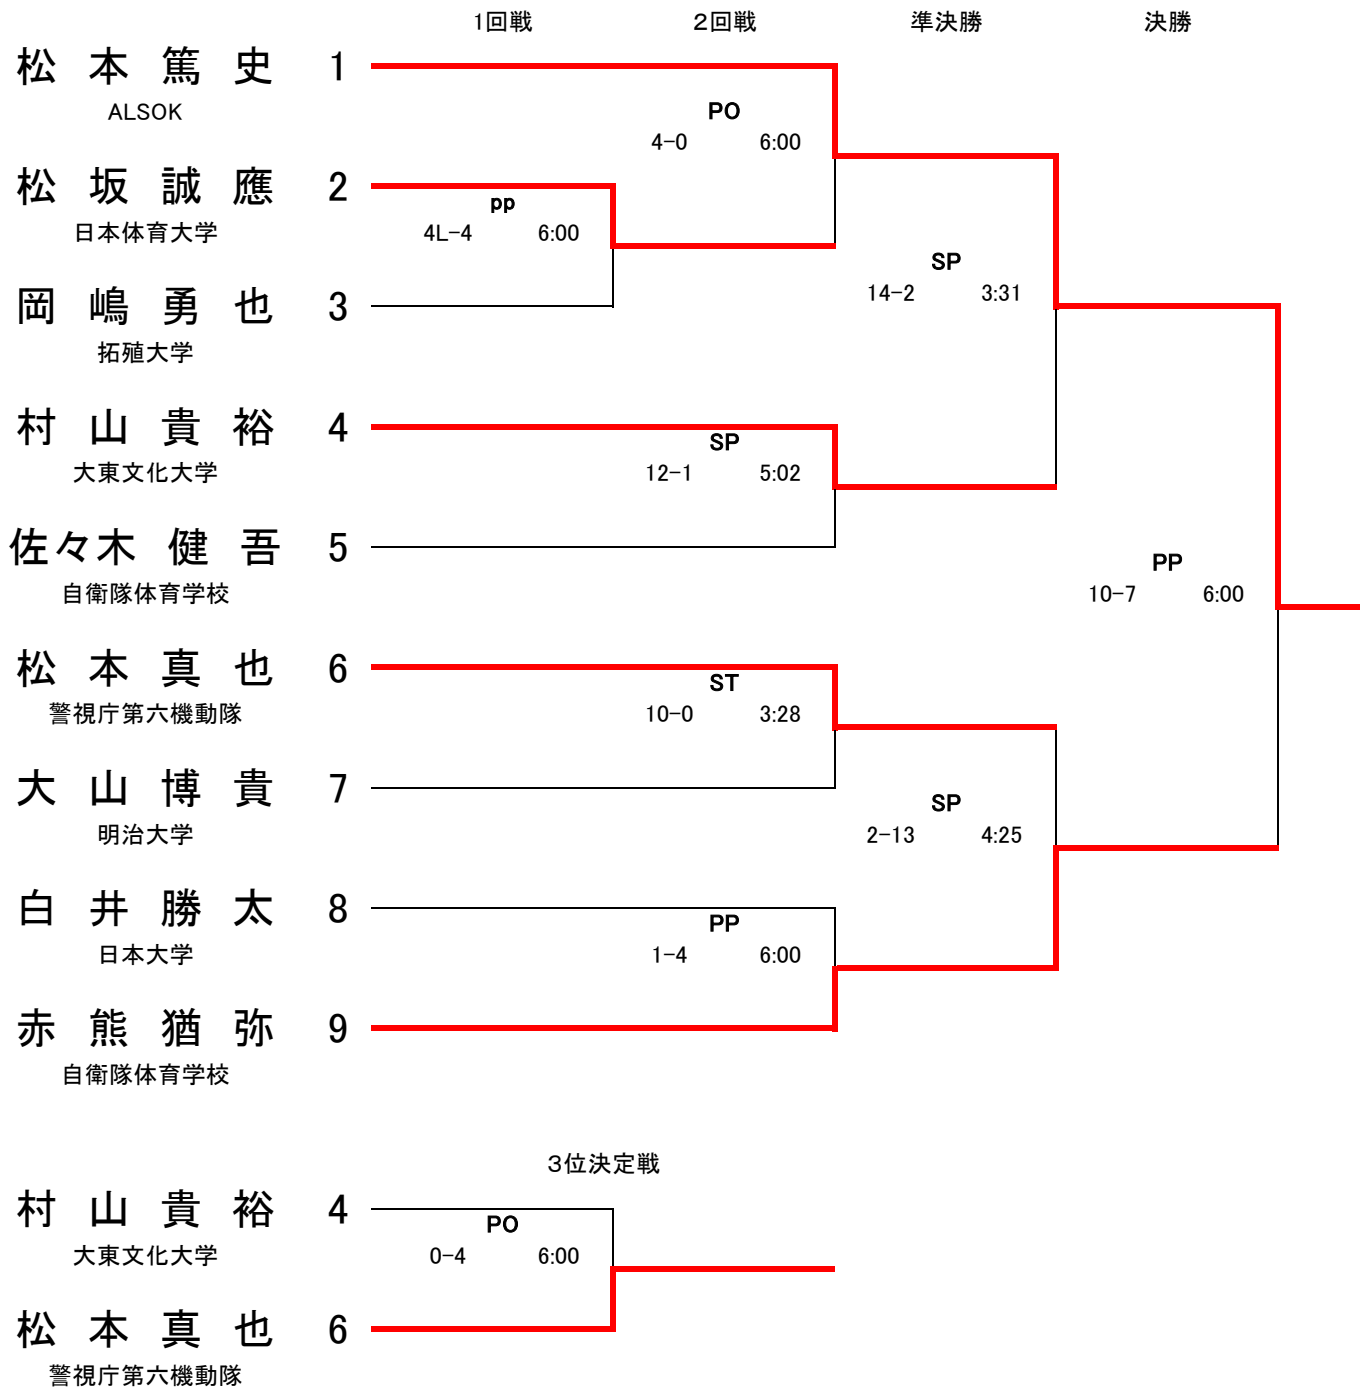 1回戦 2回戦 準決勝 決勝
松本篤史 1
ALSOK
PO
4-0 6:00
松坂誠應 2
日本体育大学
pp
4L-4 6:00
岡嶋勇也 3
拓殖大学
SP
14-2 3:31
村山貴裕 4
大東文化大学
SP
12-1 5:02
佐々木健吾 5
自衛隊体育学校
PP
10-7 6:00
松本真也 6
警視庁第六機動隊
ST
10-0 3:28
大山博貴 7
明治大学
SP
2-13 4:25
白井勝太 8
日本大学
PP
1-4 6:00
赤熊猶弥 9
自衛隊体育学校
3位決定戦
村山貴裕 4
大東文化大学
PO
0-4 6:00
松本真也 6
警視庁第六機動隊